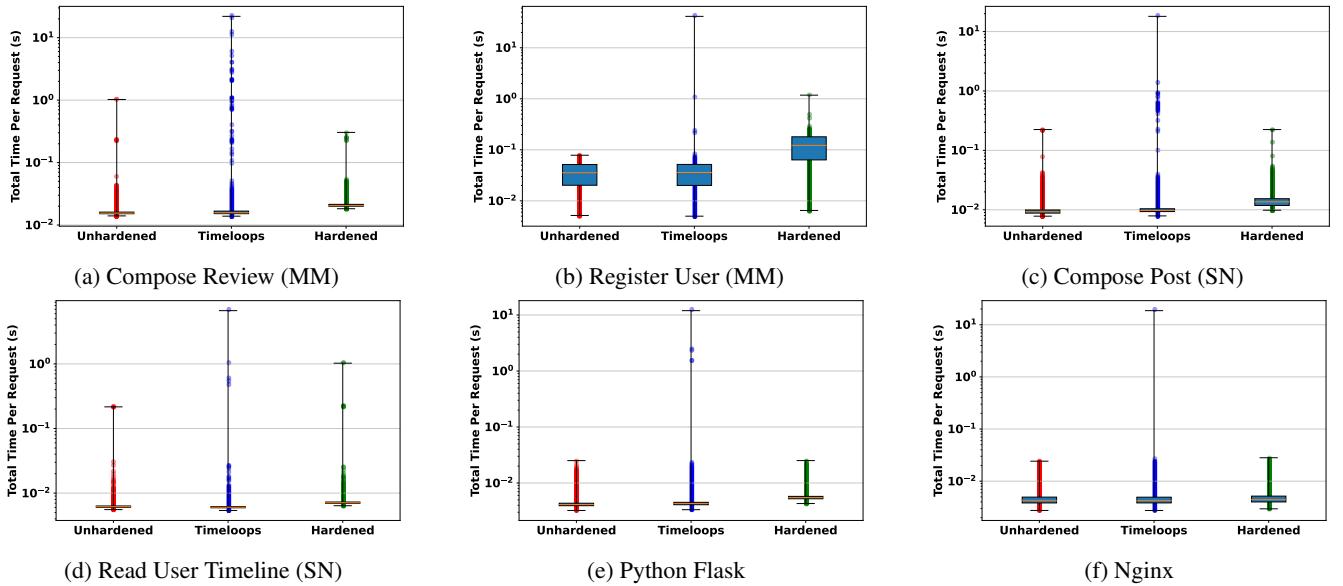 Total Time Per Request (s)
10¹
10⁰
10⁻¹
10⁻²
Unhardened Timeloops Hardened
(a) Compose Review (MM)
Total Time Per Request (s)
10¹
10⁰
10⁻¹
10⁻²
Unhardened Timeloops Hardened
(b) Register User (MM)
Total Time Per Request (s)
10¹
10⁰
10⁻¹
10⁻²
Unhardened Timeloops Hardened
(c) Compose Post (SN)
Total Time Per Request (s)
10⁰
10⁻¹
10⁻²
Unhardened Timeloops Hardened
(d) Read User Timeline (SN)
Total Time Per Request (s)
10¹
10⁰
10⁻¹
10⁻²
Unhardened Timeloops Hardened
(e) Python Flask
Total Time Per Request (s)
10¹
10⁰
10⁻¹
10⁻²
Unhardened Timeloops Hardened
(f) Nginx